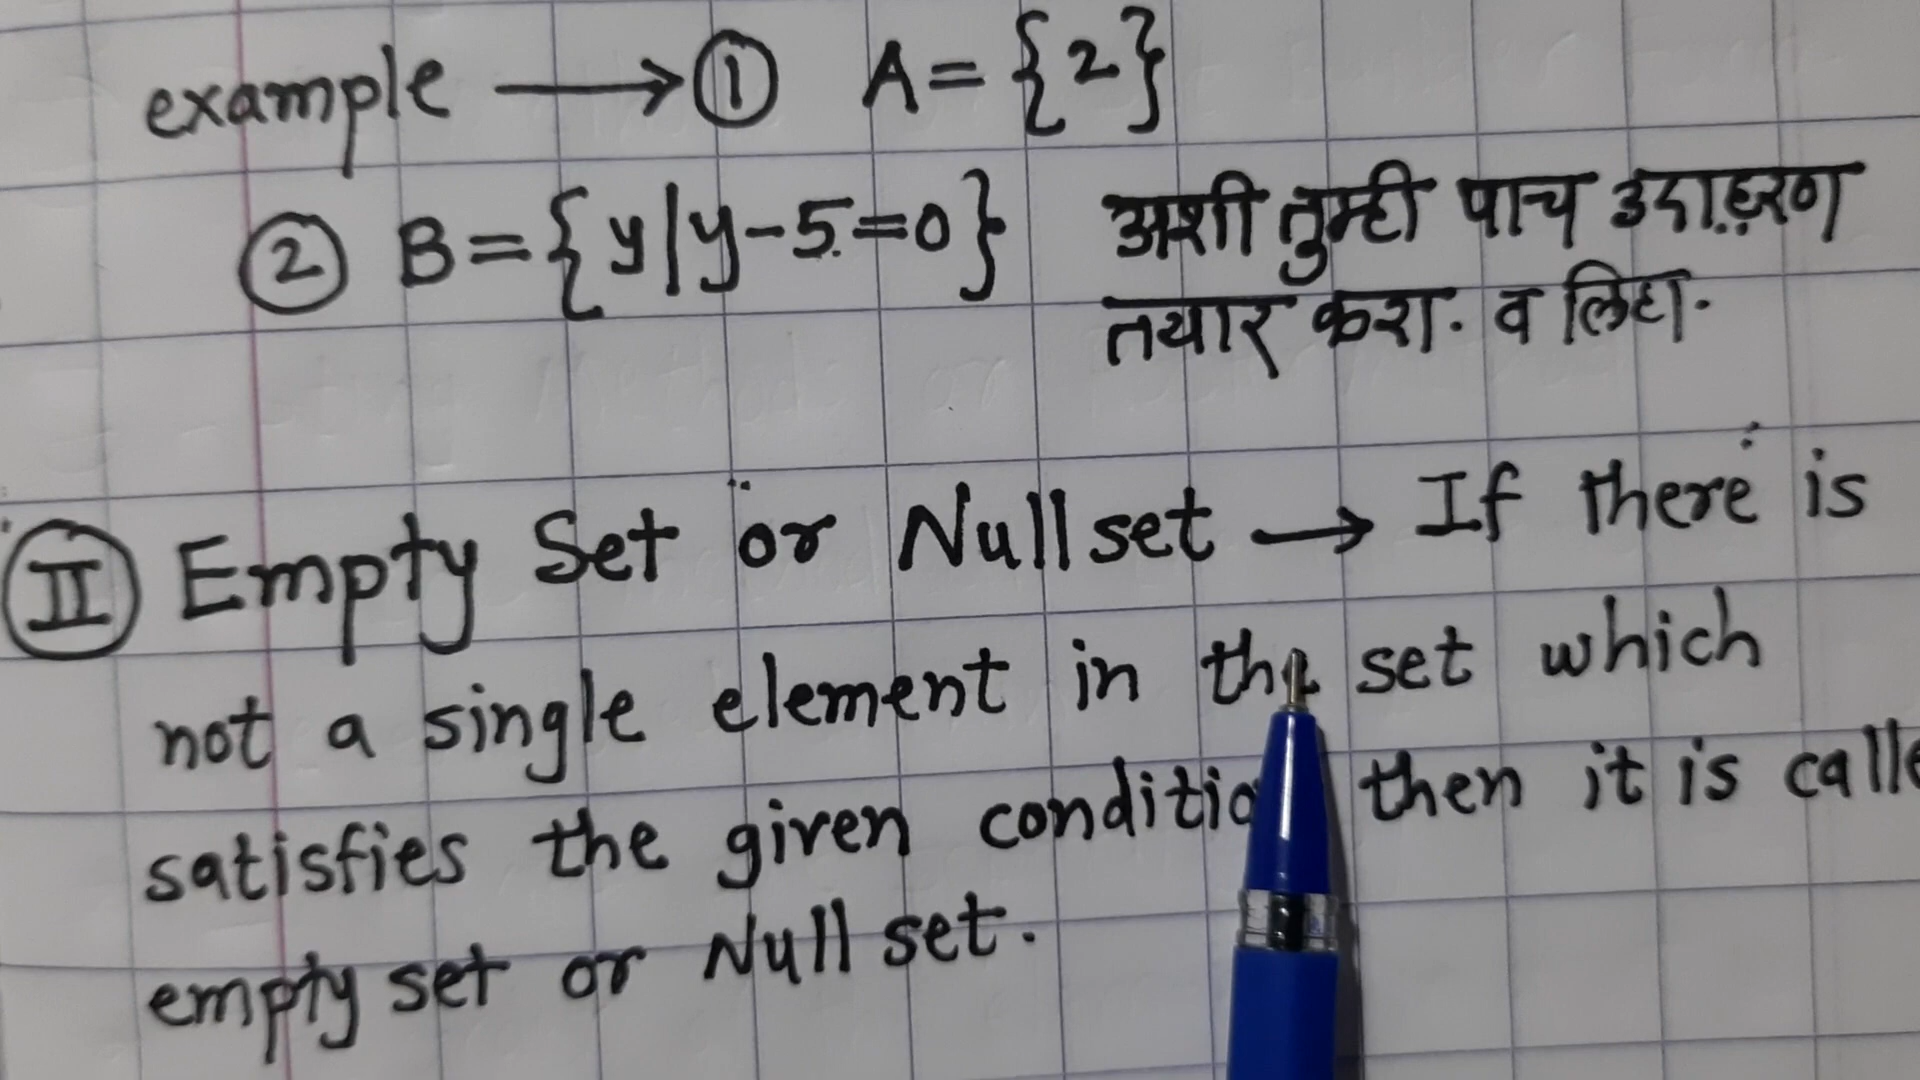 example → ① A = {2}
② B = {y/y-5=0} अशी तुम्ही पाच उदाहरण
तयार करा. व लिहा.
Ⅱ Empty Set or Null set → If there is
not a single element in the set which
satisfies the given condition then it is calle
empty set or Null set.